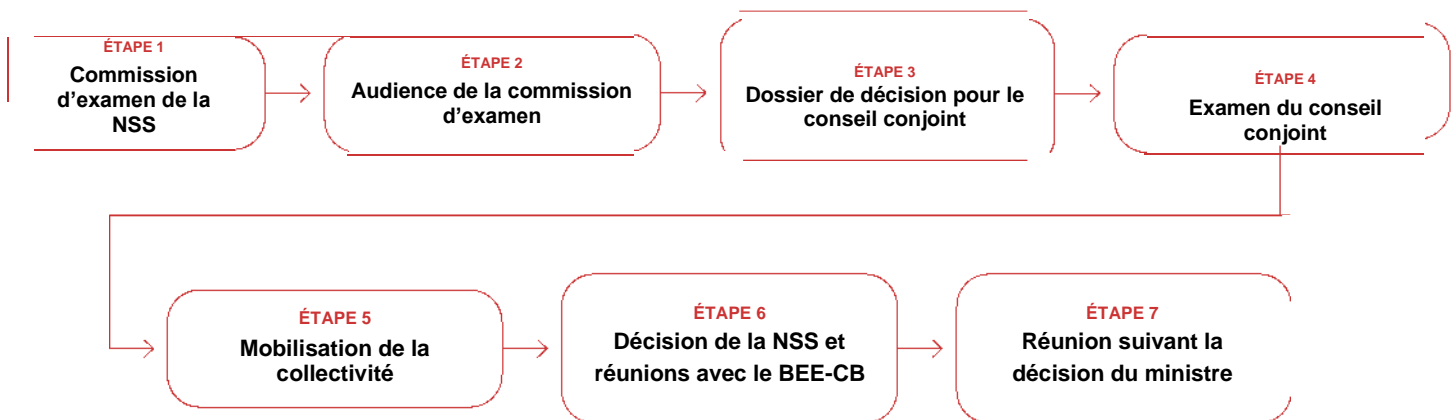 ÉTAPE 1
Commission
d'examen de la
NSS
ÉTAPE 2
Audience de la commission
d'examen
ÉTAPE 3
Dossier de décision pour le
conseil conjoint
ÉTAPE 4
Examen du conseil
conjoint
ÉTAPE 5
Mobilisation de la
collectivité
ÉTAPE 6
Décision de la NSS et
réunions avec le BEE-CB
ÉTAPE 7
Réunion suivant la
décision du ministre